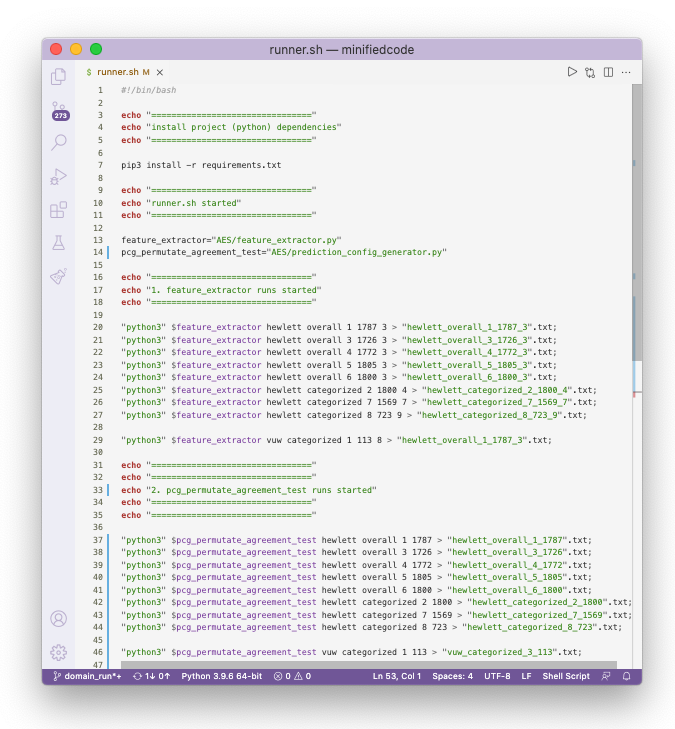 runner.sh — minifiedcode
$ runner.sh M
273
1 #!/bin/bash
2
3 echo "================================"
4 echo "install project (python) dependencies"
5 echo "================================"
6
7 pip3 install -r requirements.txt
8
9 echo "================================"
10 echo "runner.sh started"
11 echo "================================"
12
13 feature_extractor="AES/feature_extractor.py"
14 pcg_permutate_agreement_test="AES/prediction_config_generator.py"
15
16 echo "================================"
17 echo "1. feature_extractor runs started"
18 echo "================================"
19
20 "python3" $feature_extractor hewlett overall 1 1787 3 > "hewlett_overall_1_1787_3".txt;
21 "python3" $feature_extractor hewlett overall 3 1726 3 > "hewlett_overall_3_1726_3".txt;
22 "python3" $feature_extractor hewlett overall 4 1772 3 > "hewlett_overall_4_1772_3".txt;
23 "python3" $feature_extractor hewlett overall 5 1805 3 > "hewlett_overall_5_1805_3".txt;
24 "python3" $feature_extractor hewlett overall 6 1800 3 > "hewlett_overall_6_1800_3".txt;
25 "python3" $feature_extractor hewlett categorized 2 1800 4 > "hewlett_categorized_2_1800_4".txt;
26 "python3" $feature_extractor hewlett categorized 7 1569 7 > "hewlett_categorized_7_1569_7".txt;
27 "python3" $feature_extractor hewlett categorized 8 723 9 > "hewlett_categorized_8_723_9".txt;
28
29 "python3" $feature_extractor vuw categorized 1 113 8 > "hewlett_overall_1_1787_3".txt;
30
31 echo "================================"
32 echo "================================"
33 echo "2. pcg_permutate_agreement_test runs started"
34 echo "================================"
35 echo "================================"
36
37 "python3" $pcg_permutate_agreement_test hewlett overall 1 1787 > "hewlett_overall_1_1787".txt;
38 "python3" $pcg_permutate_agreement_test hewlett overall 3 1726 > "hewlett_overall_3_1726".txt;
39 "python3" $pcg_permutate_agreement_test hewlett overall 4 1772 > "hewlett_overall_4_1772".txt;
40 "python3" $pcg_permutate_agreement_test hewlett overall 5 1805 > "hewlett_overall_5_1805".txt;
41 "python3" $pcg_permutate_agreement_test hewlett overall 6 1800 > "hewlett_overall_6_1800".txt;
42 "python3" $pcg_permutate_agreement_test hewlett categorized 2 1800 > "hewlett_categorized_2_1800".txt;
43 "python3" $pcg_permutate_agreement_test hewlett categorized 7 1569 > "hewlett_categorized_7_1569".txt;
44 "python3" $pcg_permutate_agreement_test hewlett categorized 8 723 > "hewlett_categorized_8_723".txt;
45
46 "python3" $pcg_permutate_agreement_test vuw categorized 1 113 > "vuw_categorized_3_113".txt;
47
domain_run*+ 1↓ 0↑ Python 3.9.6 64-bit 0 0 Ln 53, Col 1 Spaces: 4 UTF-8 LF Shell Script